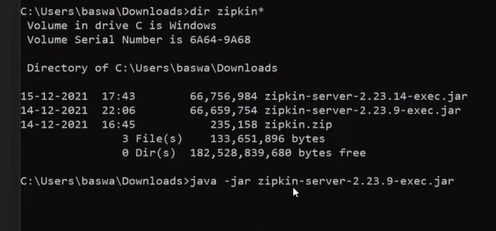 C:\Users\baswa\Downloads>dir zipkin*
Volume in drive C is Windows
Volume Serial Number is 6A64-9A68
Directory of C:\Users\baswa\Downloads
15-12-2021 17:43 66,756,984 zipkin-server-2.23.14-exec.jar
14-12-2021 22:06 66,659,754 zipkin-server-2.23.9-exec.jar
14-12-2021 16:45 235,158 zipkin.zip
3 File(s) 133,651,896 bytes
0 Dir(s) 182,528,839,680 bytes free
C:\Users\baswa\Downloads>java -jar zipkin-server-2.23.9-exec.jar